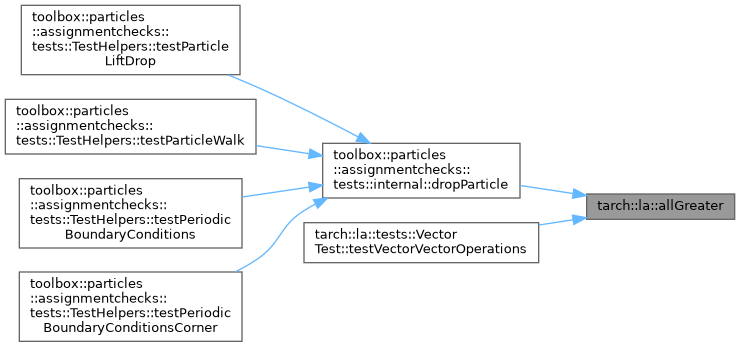 toolbox::particles
::assignmentchecks::
tests::TestHelpers::testParticle
LiftDrop
toolbox::particles
::assignmentchecks::
tests::TestHelpers::testParticleWalk
toolbox::particles
::assignmentchecks::
tests::TestHelpers::testPeriodic
BoundaryConditions
toolbox::particles
::assignmentchecks::
tests::TestHelpers::testPeriodic
BoundaryConditionsCorner
toolbox::particles
::assignmentchecks::
tests::internal::dropParticle
tarch::la::tests::Vector
Test::testVectorVectorOperations
tarch::la::allGreater